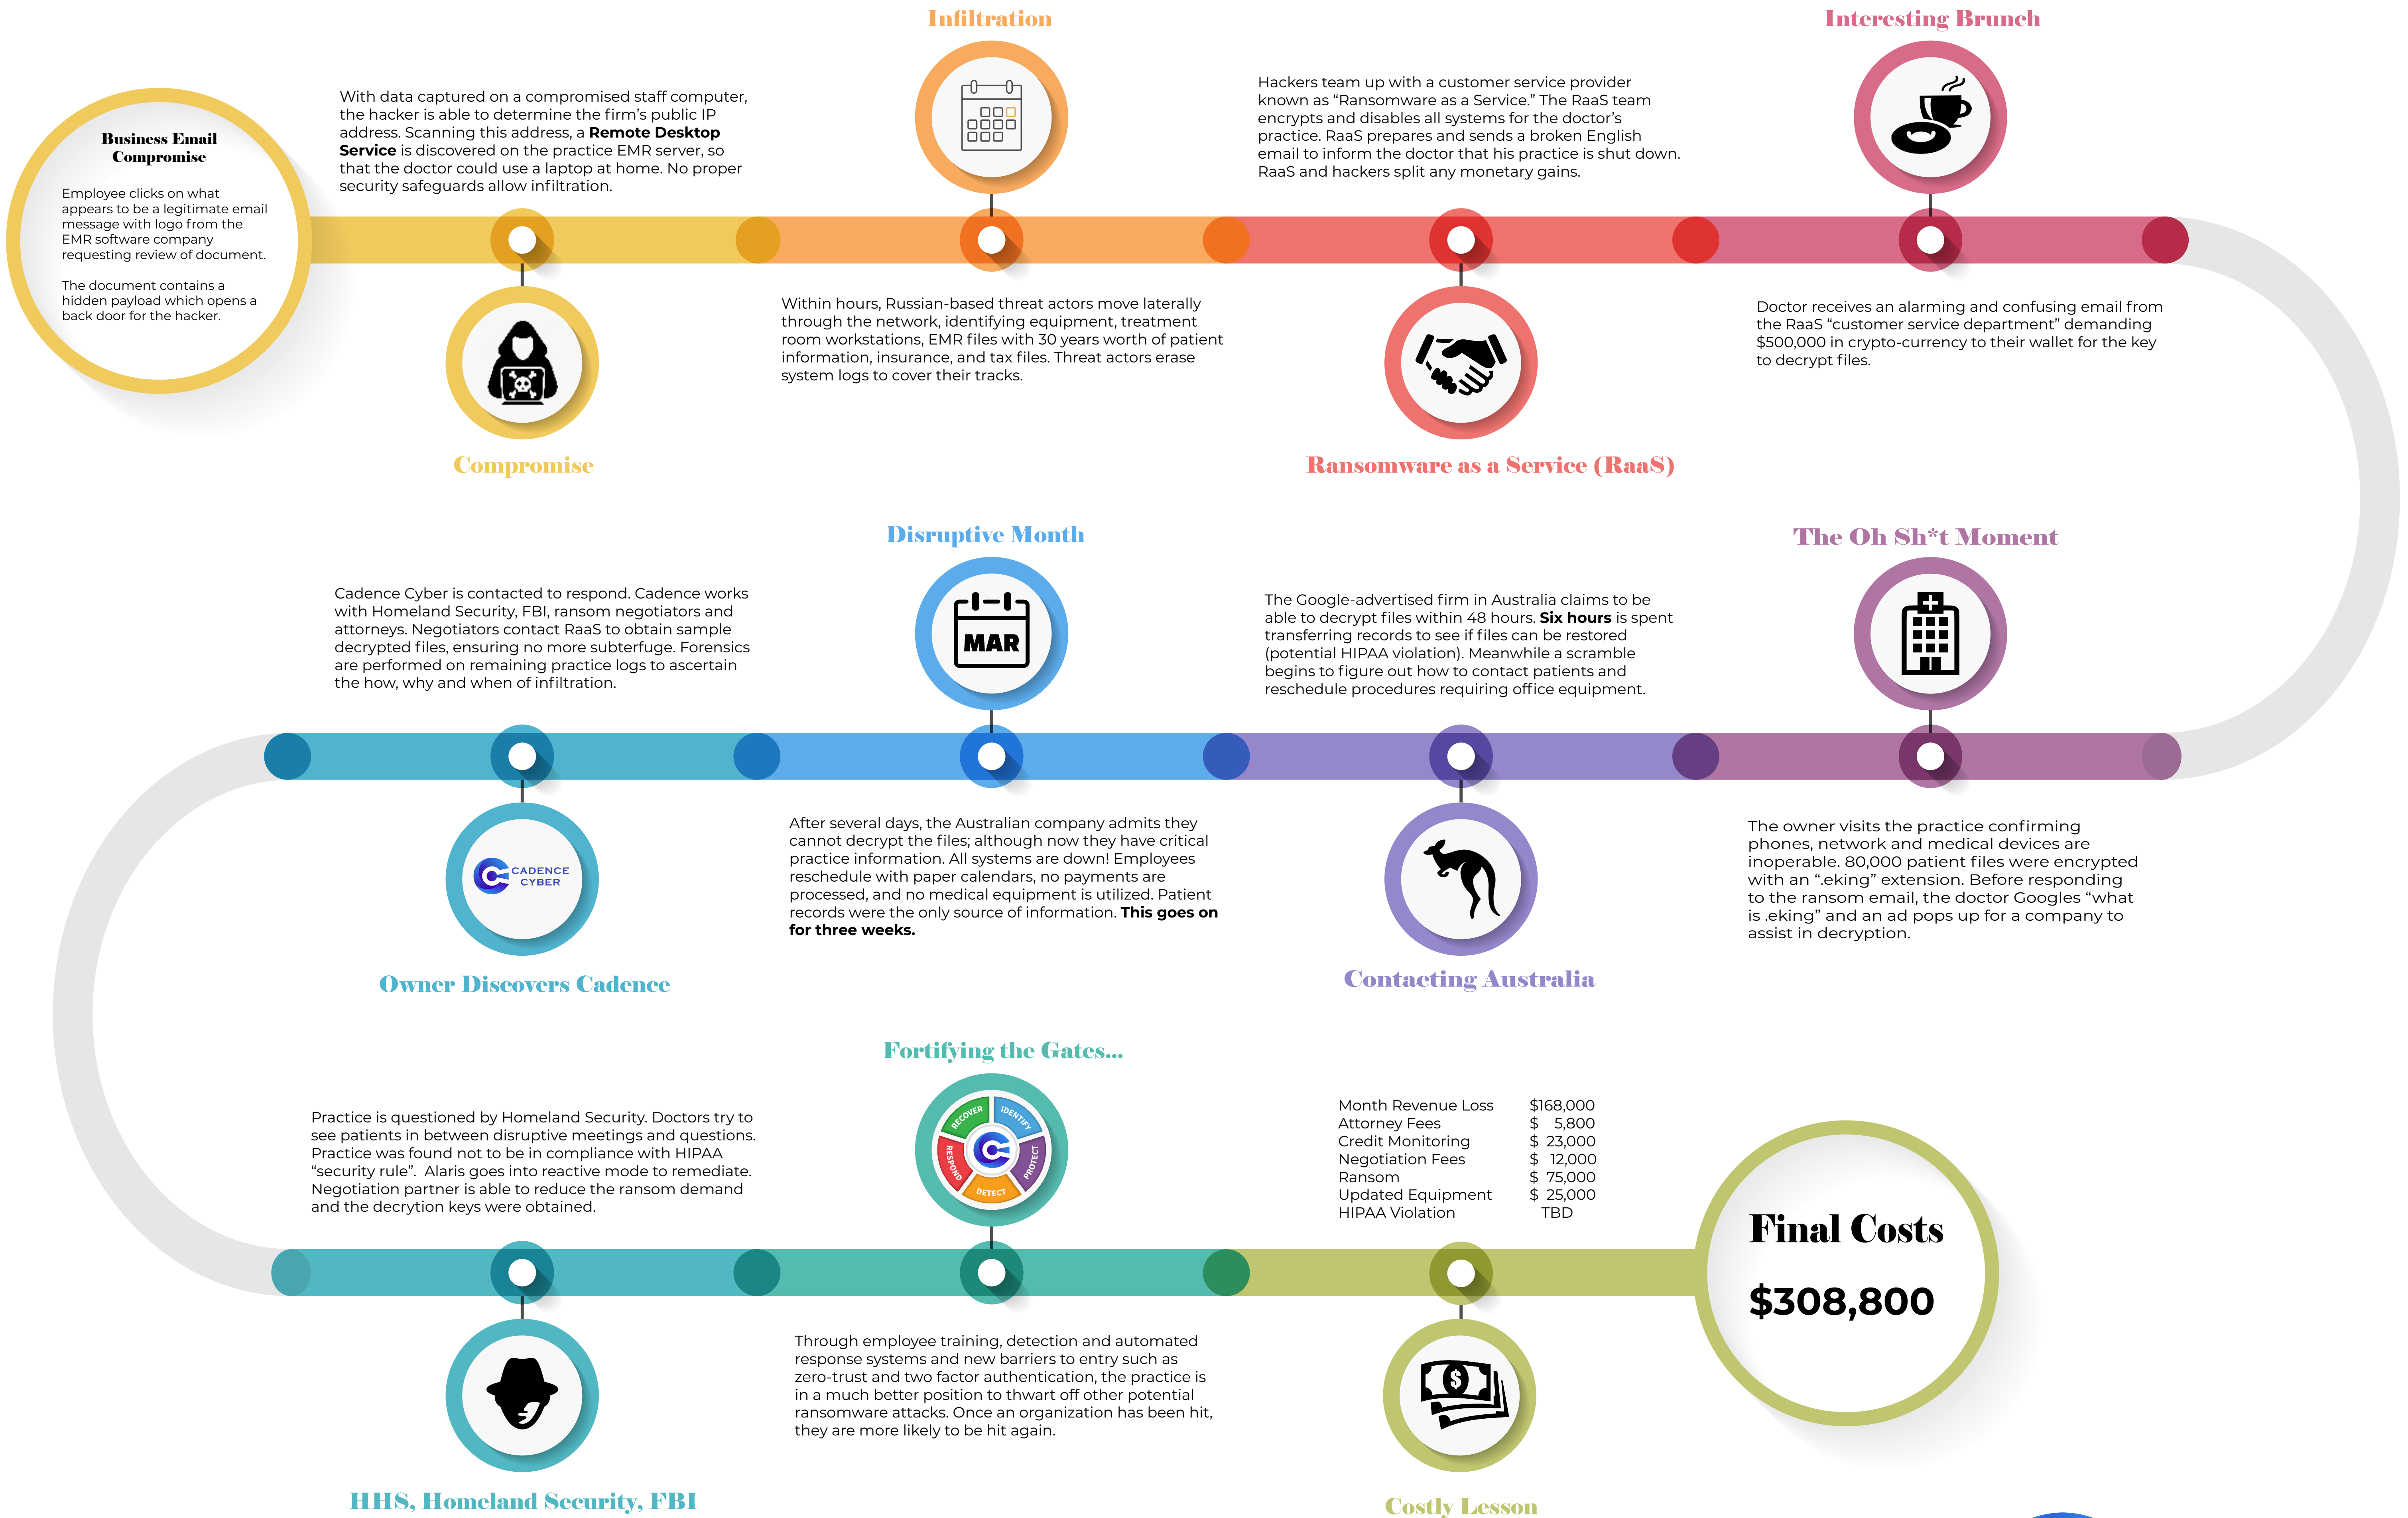 Business Email
Compromise
Employee clicks on what
appears to be a legitimate email
message with logo from the
EMR software company
requesting review of document.
The document contains a
hidden payload which opens a
back door for the hacker.
With data captured on a compromised staff computer,
the hacker is able to determine the firm’s public IP
address. Scanning this address, a Remote Desktop
Service is discovered on the practice EMR server, so
that the doctor could use a laptop at home. No proper
security safeguards allow infiltration.
Compromise
Infiltration
Within hours, Russian-based threat actors move laterally
through the network, identifying equipment, treatment
room workstations, EMR files with 30 years worth of patient
information, insurance, and tax files. Threat actors erase
system logs to cover their tracks.
Hackers team up with a customer service provider
known as “Ransomware as a Service.” The RaaS team
encrypts and disables all systems for the doctor’s
practice. RaaS prepares and sends a broken English
email to inform the doctor that his practice is shut down.
RaaS and hackers split any monetary gains.
Ransomware as a Service (RaaS)
Interesting Brunch
Doctor receives an alarming and confusing email from
the RaaS “customer service department” demanding
$500,000 in crypto-currency to their wallet for the key
to decrypt files.
The Oh Sh*t Moment
The owner visits the practice confirming
phones, network and medical devices are
inoperable. 80,000 patient files were encrypted
with an “.eking” extension. Before responding
to the ransom email, the doctor Googles “what
is .eking” and an ad pops up for a company to
assist in decryption.
The Google-advertised firm in Australia claims to be
able to decrypt files within 48 hours. Six hours is spent
transferring records to see if files can be restored
(potential HIPAA violation). Meanwhile a scramble
begins to figure out how to contact patients and
reschedule procedures requiring office equipment.
Contacting Australia
Disruptive Month
MAR
After several days, the Australian company admits they
cannot decrypt the files; although now they have critical
practice information. All systems are down! Employees
reschedule with paper calendars, no payments are
processed, and no medical equipment is utilized. Patient
records were the only source of information. This goes on
for three weeks.
Cadence Cyber is contacted to respond. Cadence works
with Homeland Security, FBI, ransom negotiators and
attorneys. Negotiators contact RaaS to obtain sample
decrypted files, ensuring no more subterfuge. Forensics
are performed on remaining practice logs to ascertain
the how, why and when of infiltration.
CADENCE
CYBER
Owner Discovers Cadence
Practice is questioned by Homeland Security. Doctors try to
see patients in between disruptive meetings and questions.
Practice was found not to be in compliance with HIPAA
“security rule”. Alaris goes into reactive mode to remediate.
Negotiation partner is able to reduce the ransom demand
and the decrytion keys were obtained.
HHS, Homeland Security, FBI
Fortifying the Gates...
RECOVER
IDENTIFY
PROTECT
DETECT
RESPOND
Through employee training, detection and automated
response systems and new barriers to entry such as
zero-trust and two factor authentication, the practice is
in a much better position to thwart off other potential
ransomware attacks. Once an organization has been hit,
they are more likely to be hit again.
Month Revenue Loss $168,000
Attorney Fees $ 5,800
Credit Monitoring $ 23,000
Negotiation Fees $ 12,000
Ransom $ 75,000
Updated Equipment $ 25,000
HIPAA Violation TBD
$
Costly Lesson
Final Costs
$308,800